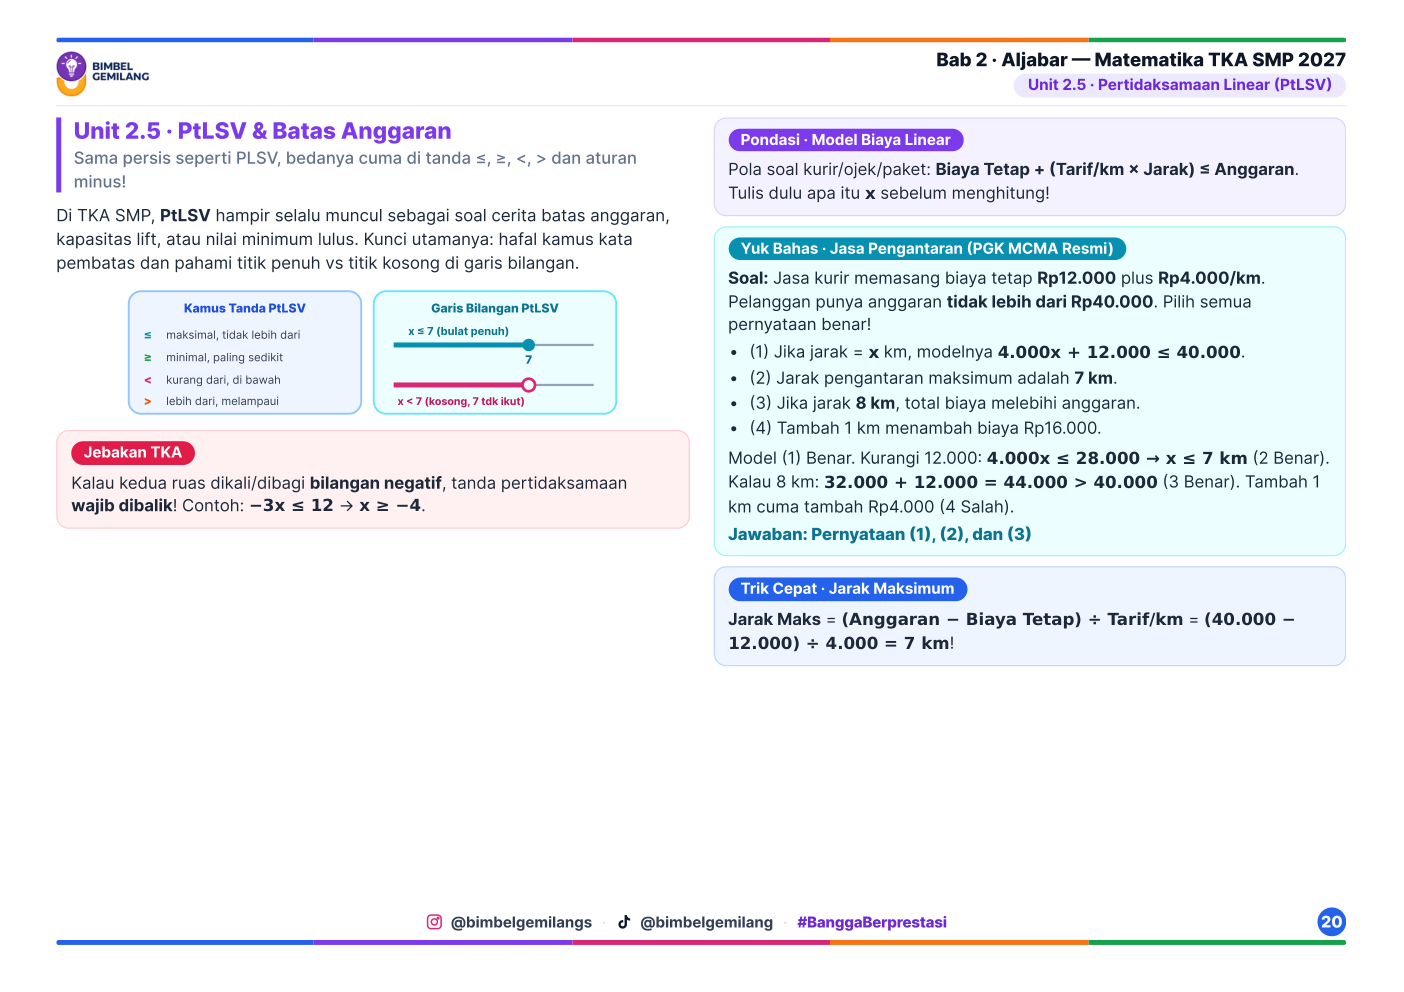 BIMBEL
GEMILANG
Bab 2 · Aljabar — Matematika TKA SMP 2027
Unit 2.5 · Pertidaksamaan Linear (PtLSV)
Unit 2.5 · PtLSV & Batas Anggaran
Sama persis seperti PLSV, bedanya cuma di tanda ≤, ≥, <, > dan aturan
minus!
Di TKA SMP, PtLSV hampir selalu muncul sebagai soal cerita batas anggaran,
kapasitas lift, atau nilai minimum lulus. Kunci utamanya: hafal kamus kata
pembatas dan pahami titik penuh vs titik kosong di garis bilangan.
Kamus Tanda PtLSV
≤ maksimal, tidak lebih dari
≥ minimal, paling sedikit
< kurang dari, di bawah
> lebih dari, melampaui
Garis Bilangan PtLSV
x ≤ 7 (bulat penuh)
7
x < 7 (kosong, 7 tdk ikut)
Jebakan TKA
Kalau kedua ruas dikali/dibagi bilangan negatif, tanda pertidaksamaan
wajib dibalik! Contoh: −3x ≤ 12 → x ≥ −4.
Pondasi · Model Biaya Linear
Pola soal kurir/ojek/paket: Biaya Tetap + (Tarif/km × Jarak) ≤ Anggaran.
Tulis dulu apa itu x sebelum menghitung!
Yuk Bahas · Jasa Pengantaran (PGK MCMA Resmi)
Soal: Jasa kurir memasang biaya tetap Rp12.000 plus Rp4.000/km.
Pelanggan punya anggaran tidak lebih dari Rp40.000. Pilih semua
pernyataan benar!
• (1) Jika jarak = x km, modelnya 4.000x + 12.000 ≤ 40.000.
• (2) Jarak pengantaran maksimum adalah 7 km.
• (3) Jika jarak 8 km, total biaya melebihi anggaran.
• (4) Tambah 1 km menambah biaya Rp16.000.
Model (1) Benar. Kurangi 12.000: 4.000x ≤ 28.000 → x ≤ 7 km (2 Benar).
Kalau 8 km: 32.000 + 12.000 = 44.000 > 40.000 (3 Benar). Tambah 1
km cuma tambah Rp4.000 (4 Salah).
Jawaban: Pernyataan (1), (2), dan (3)
Trik Cepat · Jarak Maksimum
Jarak Maks = (Anggaran − Biaya Tetap) ÷ Tarif/km = (40.000 −
12.000) ÷ 4.000 = 7 km!
@bimbelgemilangs · @bimbelgemilang · #BanggaBerprestasi
20